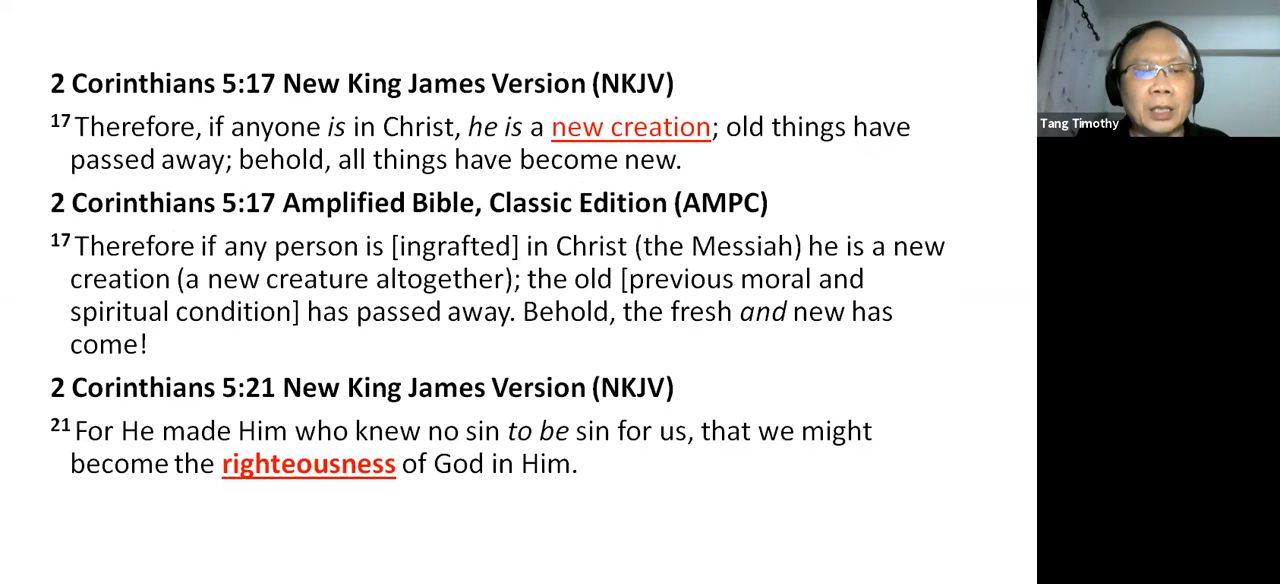 2 Corinthians 5:17 New King James Version (NKJV)
17 Therefore, if anyone is in Christ, he is a new creation; old things have
passed away; behold, all things have become new.
2 Corinthians 5:17 Amplified Bible, Classic Edition (AMPC)
17 Therefore if any person is [ingrafted] in Christ (the Messiah) he is a new
creation (a new creature altogether); the old [previous moral and
spiritual condition] has passed away. Behold, the fresh and new has
come!
2 Corinthians 5:21 New King James Version (NKJV)
21 For He made Him who knew no sin to be sin for us, that we might
become the righteousness of God in Him.
Tang Timothy